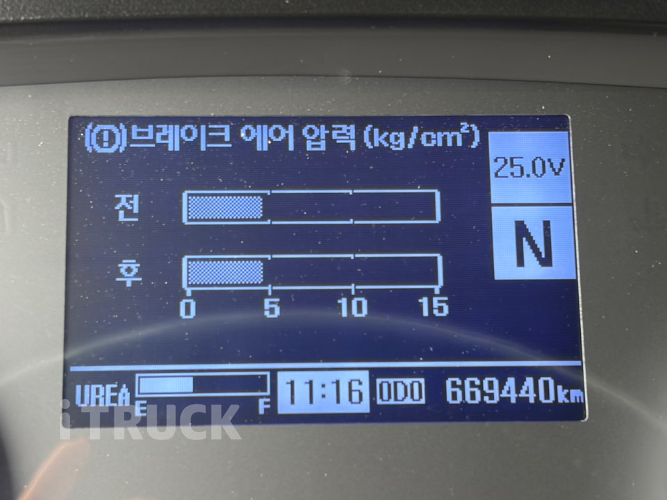 (!)브레이크 에어 압력 (kg/cm²)
25.0V
전
N
후
0 5 10 15
UREA E F 11:16 ODO 669440km
iTRUCK